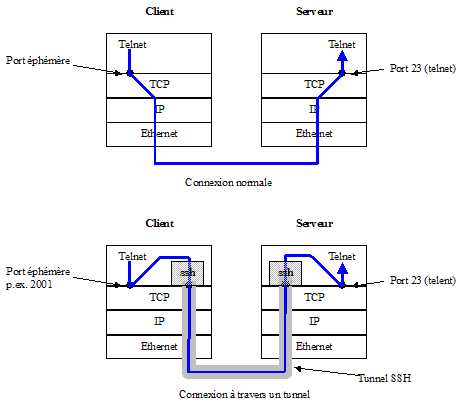 Client
Serveur
Telnet
Telnet
Port éphémère
Port 23 (telnet)
TCP
TCP
IP
IP
Ethernet
Ethernet
Connexion normale
Client
Serveur
Telnet
ssh
ssh
Telnet
Port éphémère
p.ex. 2001
Port 23 (telent)
TCP
TCP
IP
IP
Ethernet
Ethernet
Tunnel SSH
Connexion à travers un tunnel